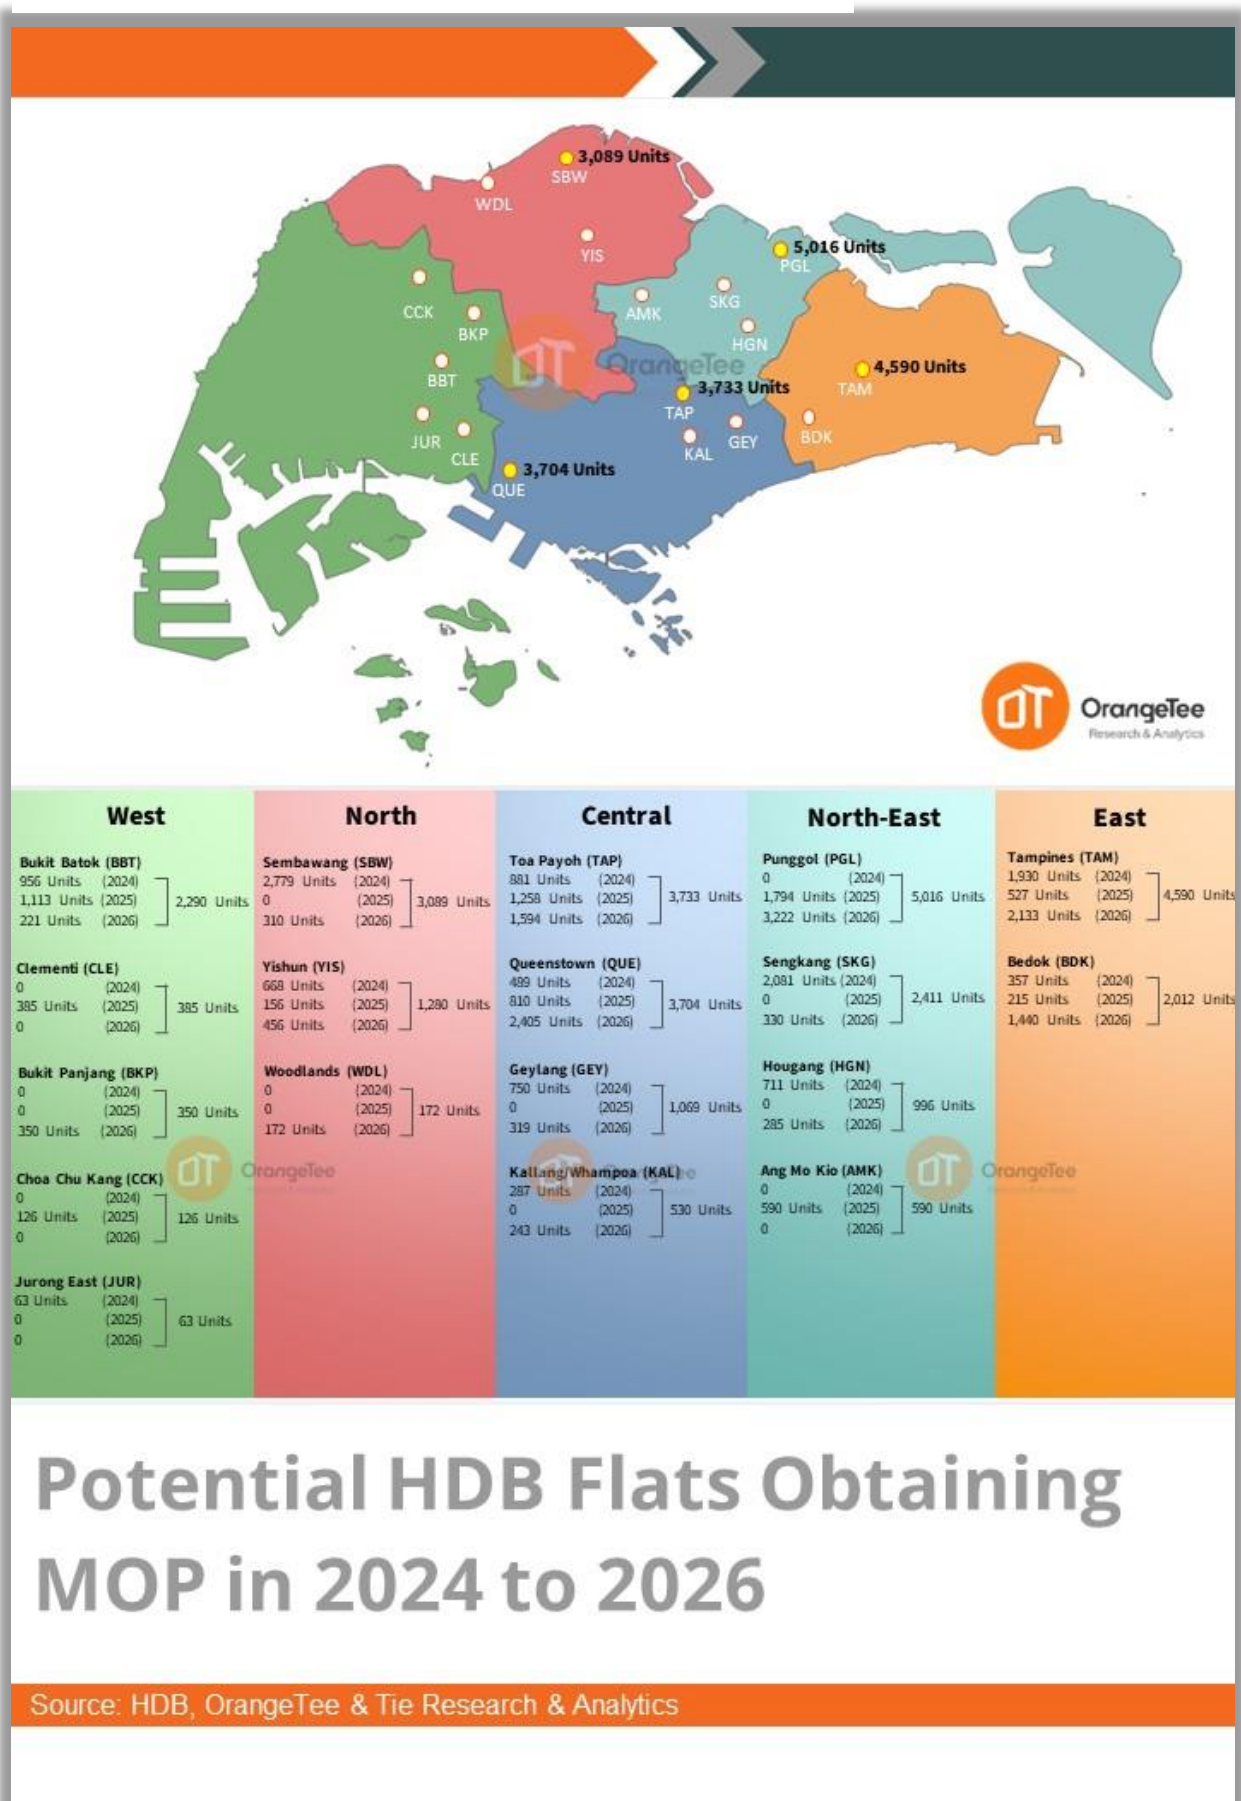 3,089 Units
SBW
WDL
YIS
5,016 Units
PGL
CCK
SKG
AMK
BKP
HGN
OrangeTee
BBT
4,590 Units
TAM
3,733 Units
TAP
JUR
GEY
BDK
KAL
CLE
3,704 Units
QUE
OrangeTee
Research & Analytics
West
Bukit Batok (BBT)
956 Units (2024)
1,113 Units (2025) 2,290 Units
221 Units (2026)
Clementi (CLE)
0 (2024)
385 Units (2025) 385 Units
0 (2026)
Bukit Panjang (BKP)
0 (2024)
0 (2025) 350 Units
350 Units (2026)
Choa Chu Kang (CCK)
0 (2024)
126 Units (2025) 126 Units
0 (2026)
Jurong East (JUR)
63 Units (2024)
0 (2025) 63 Units
0 (2026)
North
Sembawang (SBW)
2,779 Units (2024)
0 (2025) 3,089 Units
310 Units (2026)
Yishun (YIS)
668 Units (2024)
156 Units (2025) 1,280 Units
456 Units (2026)
Woodlands (WDL)
0 (2024)
0 (2025) 172 Units
172 Units (2026)
OrangeTee
Central
Toa Payoh (TAP)
881 Units (2024)
1,258 Units (2025) 3,733 Units
1,594 Units (2026)
Queenstown (QUE)
489 Units (2024)
810 Units (2025) 3,704 Units
2,405 Units (2026)
Geylang (GEY)
750 Units (2024)
0 (2025) 1,069 Units
319 Units (2026)
Kallang/Whampoa (KAL)
287 Units (2024)
0 (2025) 530 Units
243 Units (2026)
North-East
Punggol (PGL)
0 (2024)
1,794 Units (2025) 5,016 Units
3,222 Units (2026)
Sengkang (SKG)
2,081 Units (2024)
0 (2025) 2,411 Units
330 Units (2026)
Hougang (HGN)
711 Units (2024)
0 (2025) 996 Units
285 Units (2026)
Ang Mo Kio (AMK)
0 (2024)
590 Units (2025) 590 Units
0 (2026)
East
Tampines (TAM)
1,930 Units (2024)
527 Units (2025) 4,590 Units
2,133 Units (2026)
Bedok (BDK)
357 Units (2024)
215 Units (2025) 2,012 Units
1,440 Units (2026)
OrangeTee
Potential HDB Flats Obtaining
MOP in 2024 to 2026
Source: HDB, OrangeTee & Tie Research & Analytics